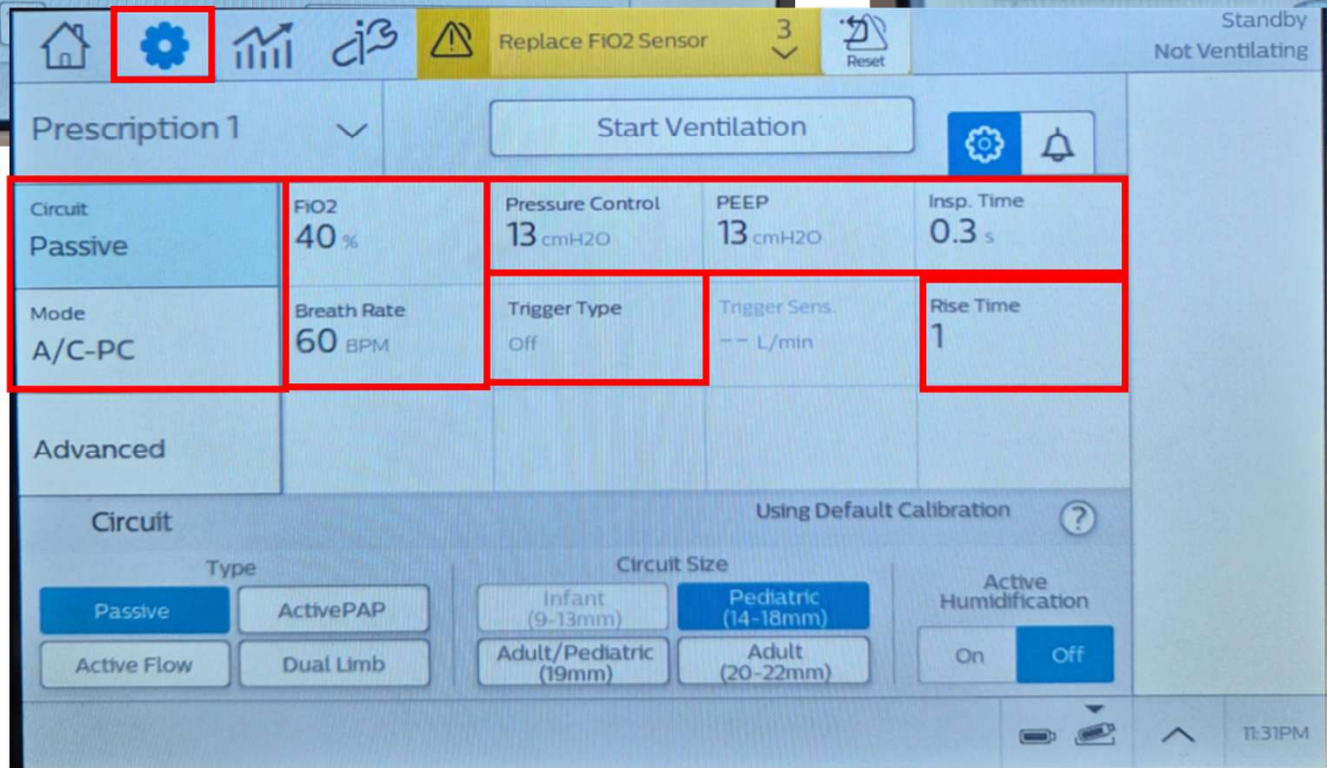 Replace FiO2 Sensor
3
Reset
Standby
Not Ventilating
Prescription 1
Start Ventilation
Circuit
Passive
FiO2
40 %
Pressure Control
13 cmH2O
PEEP
13 cmH2O
Insp. Time
0.3 s
Mode
A/C-PC
Breath Rate
60 BPM
Trigger Type
Off
Trigger Sens.
-- L/min
Rise Time
1
Advanced
Circuit
Using Default Calibration
?
Type
Circuit Size
Active
Humidification
Passive
ActivePAP
Infant
(9-13mm)
Pediatric
(14-18mm)
On
Off
Active Flow
Dual Limb
Adult/Pediatric
(19mm)
Adult
(20-22mm)
11:31PM